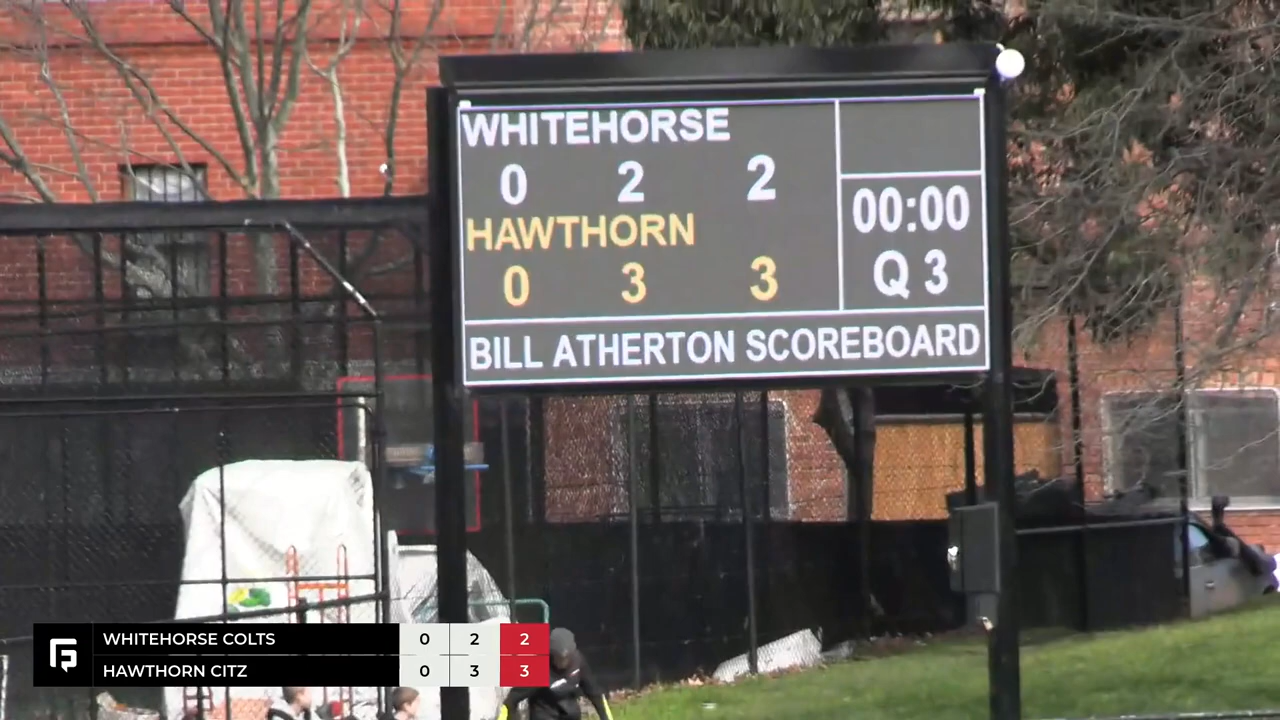 WHITEHORSE
0 2 2
HAWTHORN
0 3 3
00:00
Q 3
BILL ATHERTON SCOREBOARD
WHITEHORSE COLTS 0 2 2
HAWTHORN CITZ 0 3 3